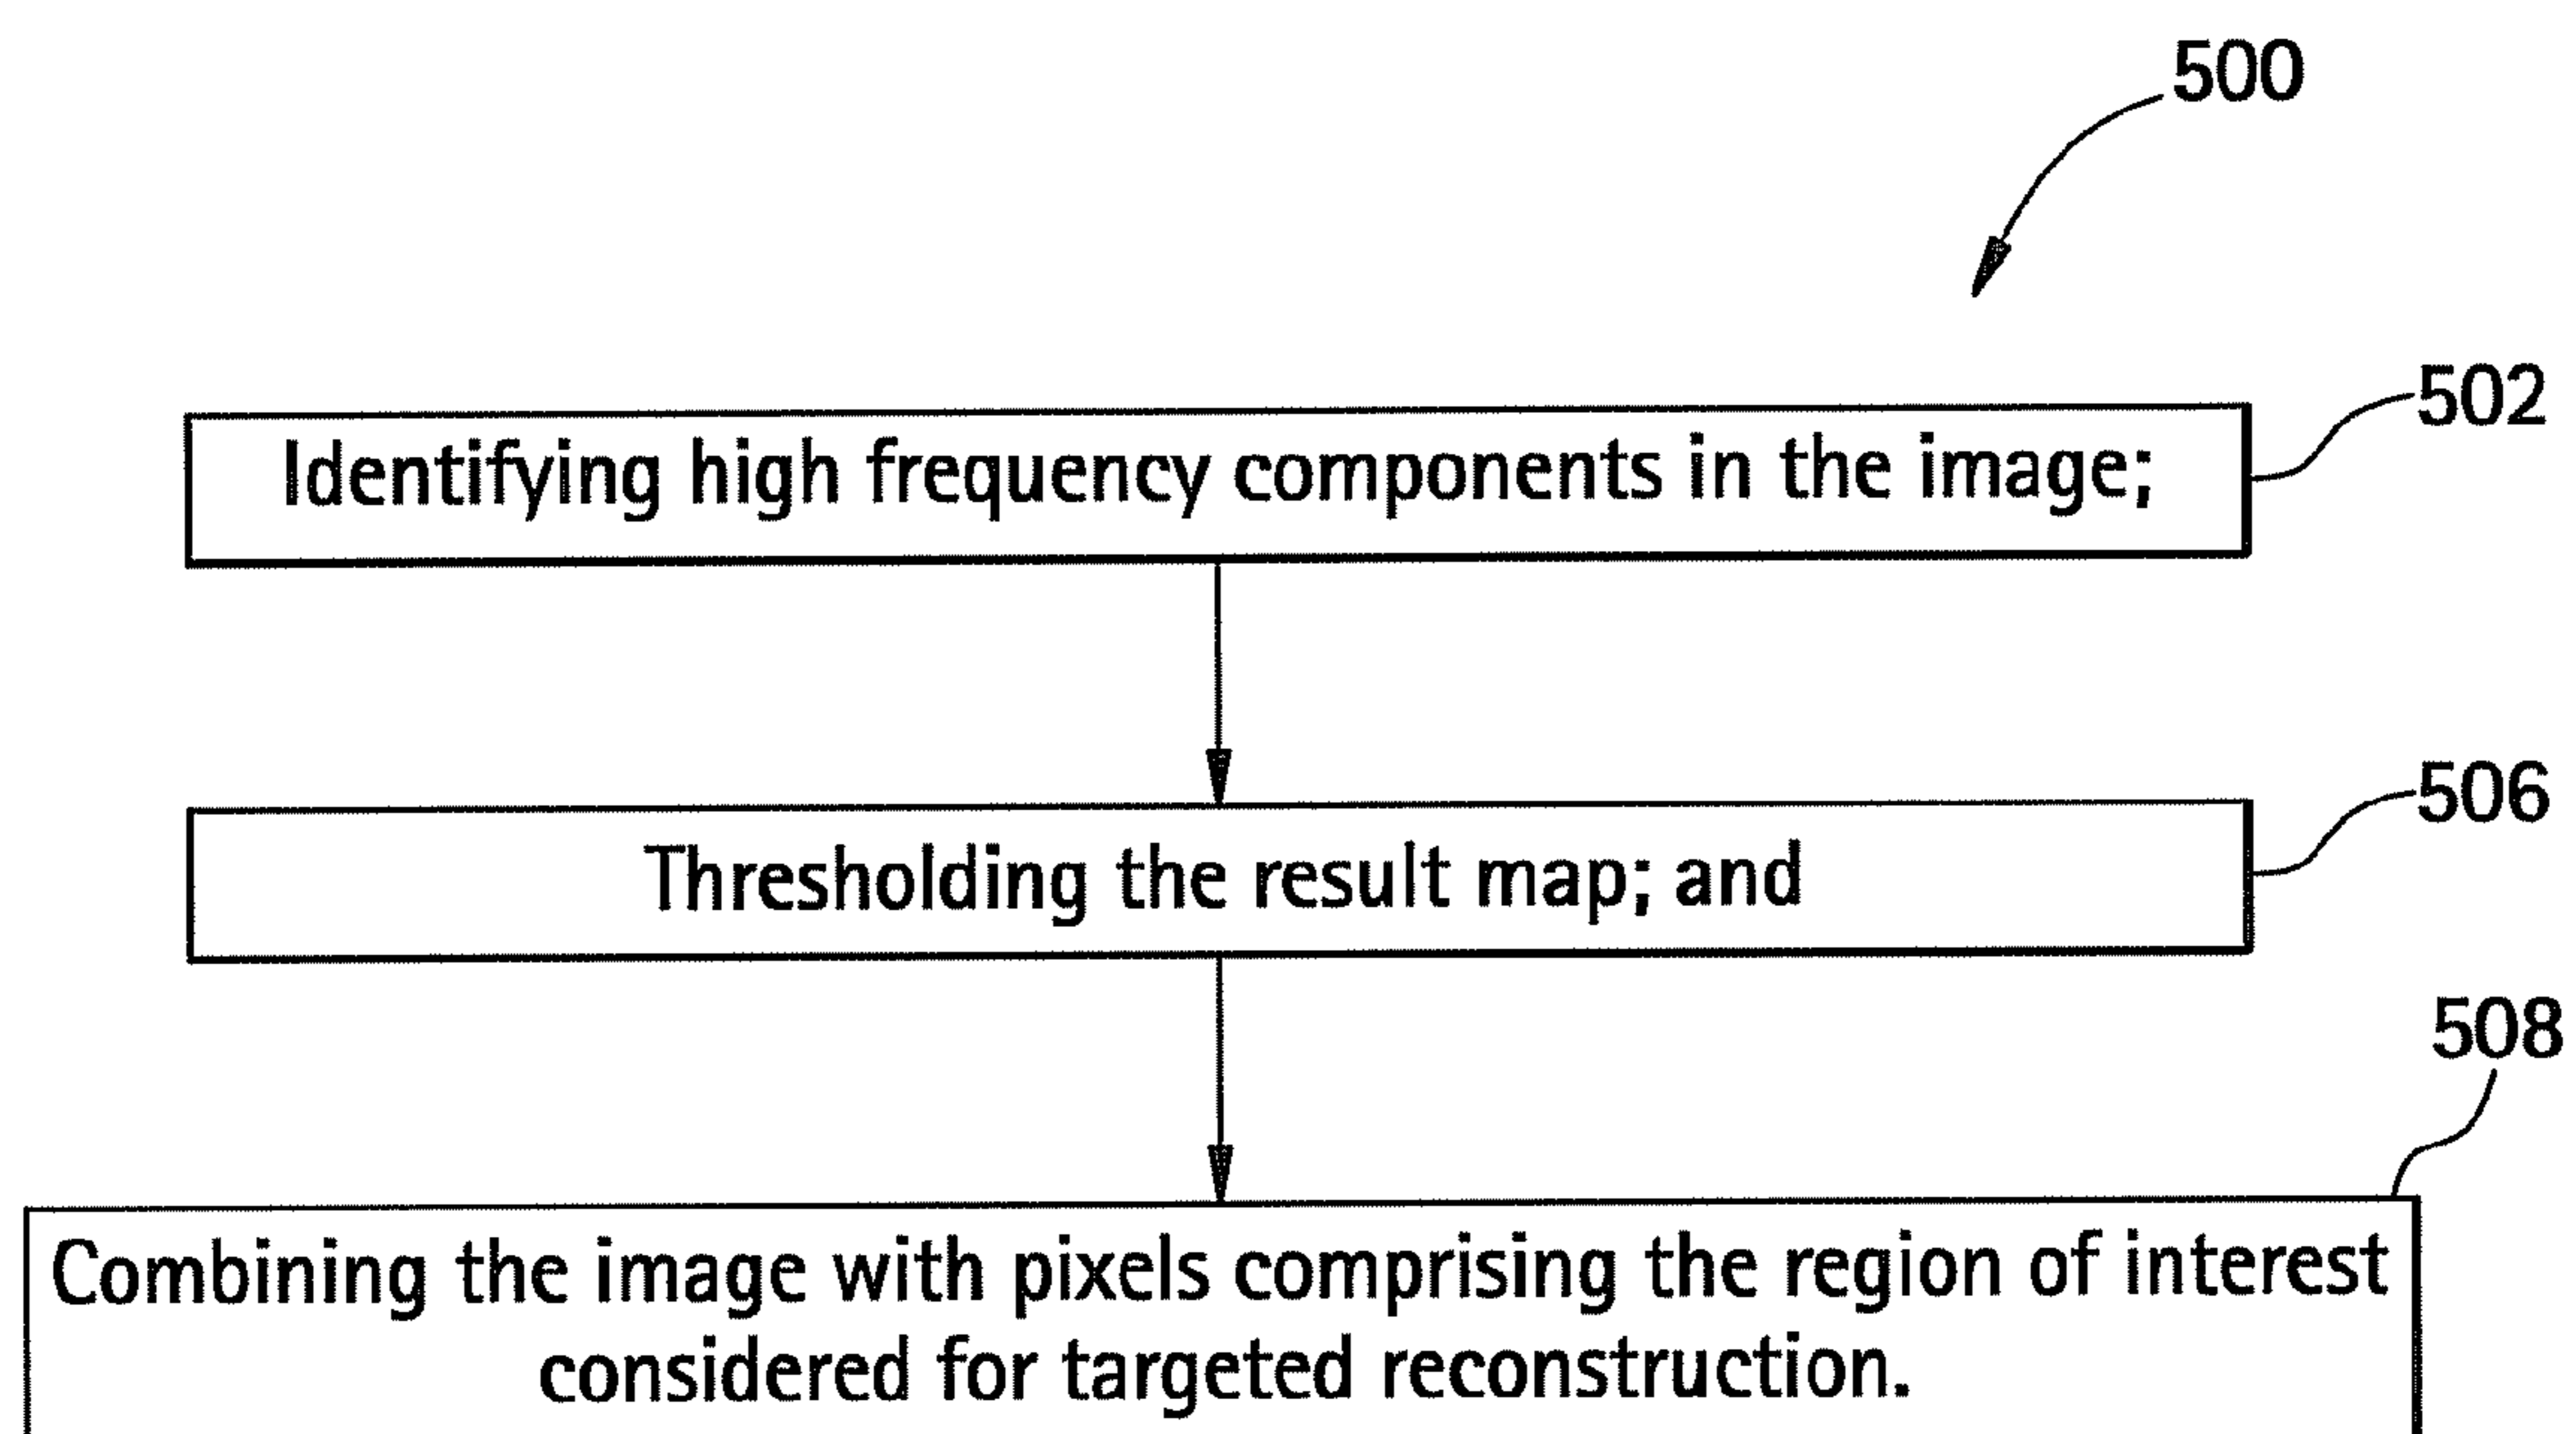 500
502
Identifying high frequency components in the image;
506
Thresholding the result map; and
508
Combining the image with pixels comprising the region of interest
considered for targeted reconstruction.